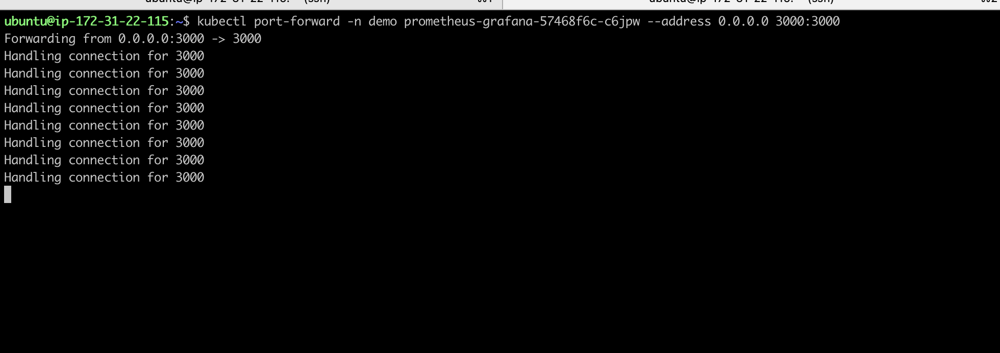 ubuntu@ip-172-31-22-115:~$ kubectl port-forward -n demo prometheus-grafana-57468f6c-c6jpw --address 0.0.0.0 3000:3000
Forwarding from 0.0.0.0:3000 -> 3000
Handling connection for 3000
Handling connection for 3000
Handling connection for 3000
Handling connection for 3000
Handling connection for 3000
Handling connection for 3000
Handling connection for 3000
Handling connection for 3000